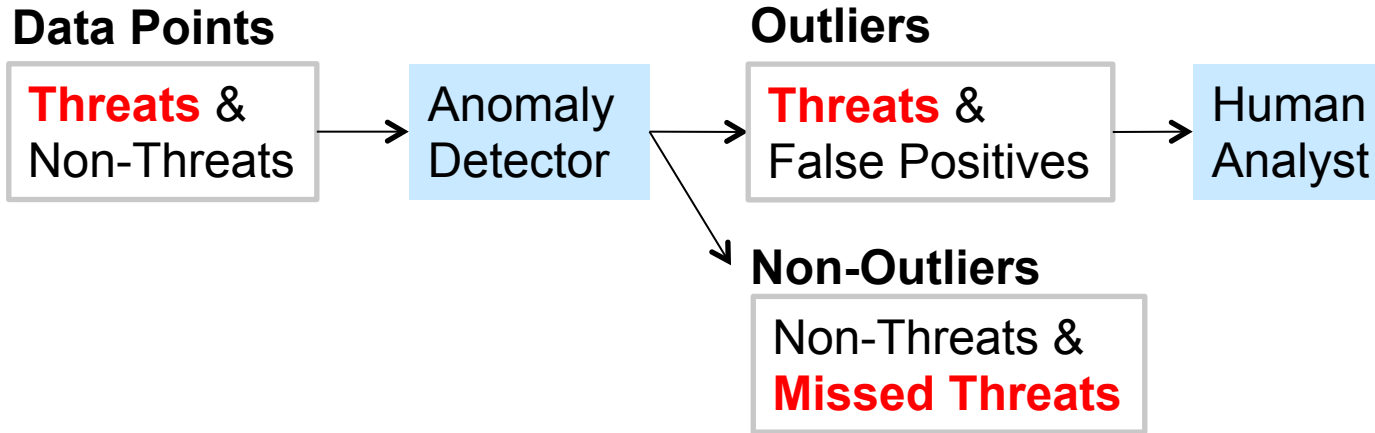 Data Points
Threats &
Non-Threats
Anomaly
Detector
Outliers
Threats &
False Positives
Human
Analyst
Non-Outliers
Non-Threats &
Missed Threats